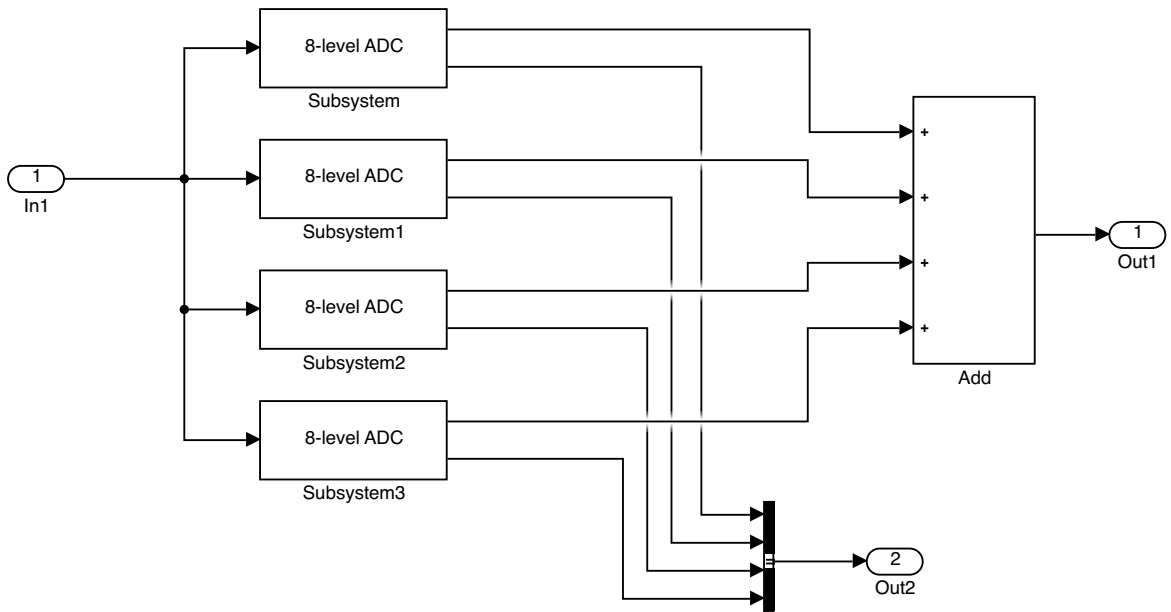 8-level ADC
Subsystem
1
In1
8-level ADC
Subsystem1
8-level ADC
Subsystem2
8-level ADC
Subsystem3
+
+
+
+
Add
1
Out1
2
Out2